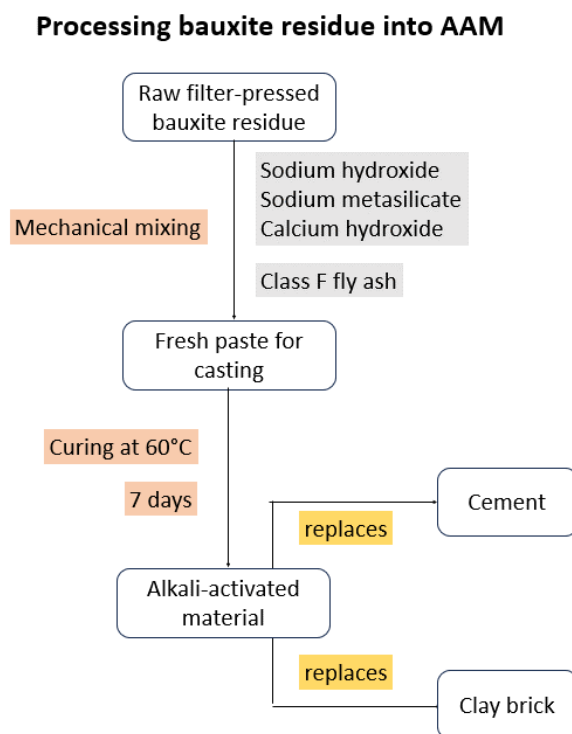 Processing bauxite residue into AAM
Raw filter-pressed
bauxite residue
Sodium hydroxide
Sodium metasilicate
Calcium hydroxide
Mechanical mixing
Class F fly ash
Fresh paste for
casting
Curing at 60°C
7 days
Cement
replaces
Alkali-activated
material
replaces
Clay brick